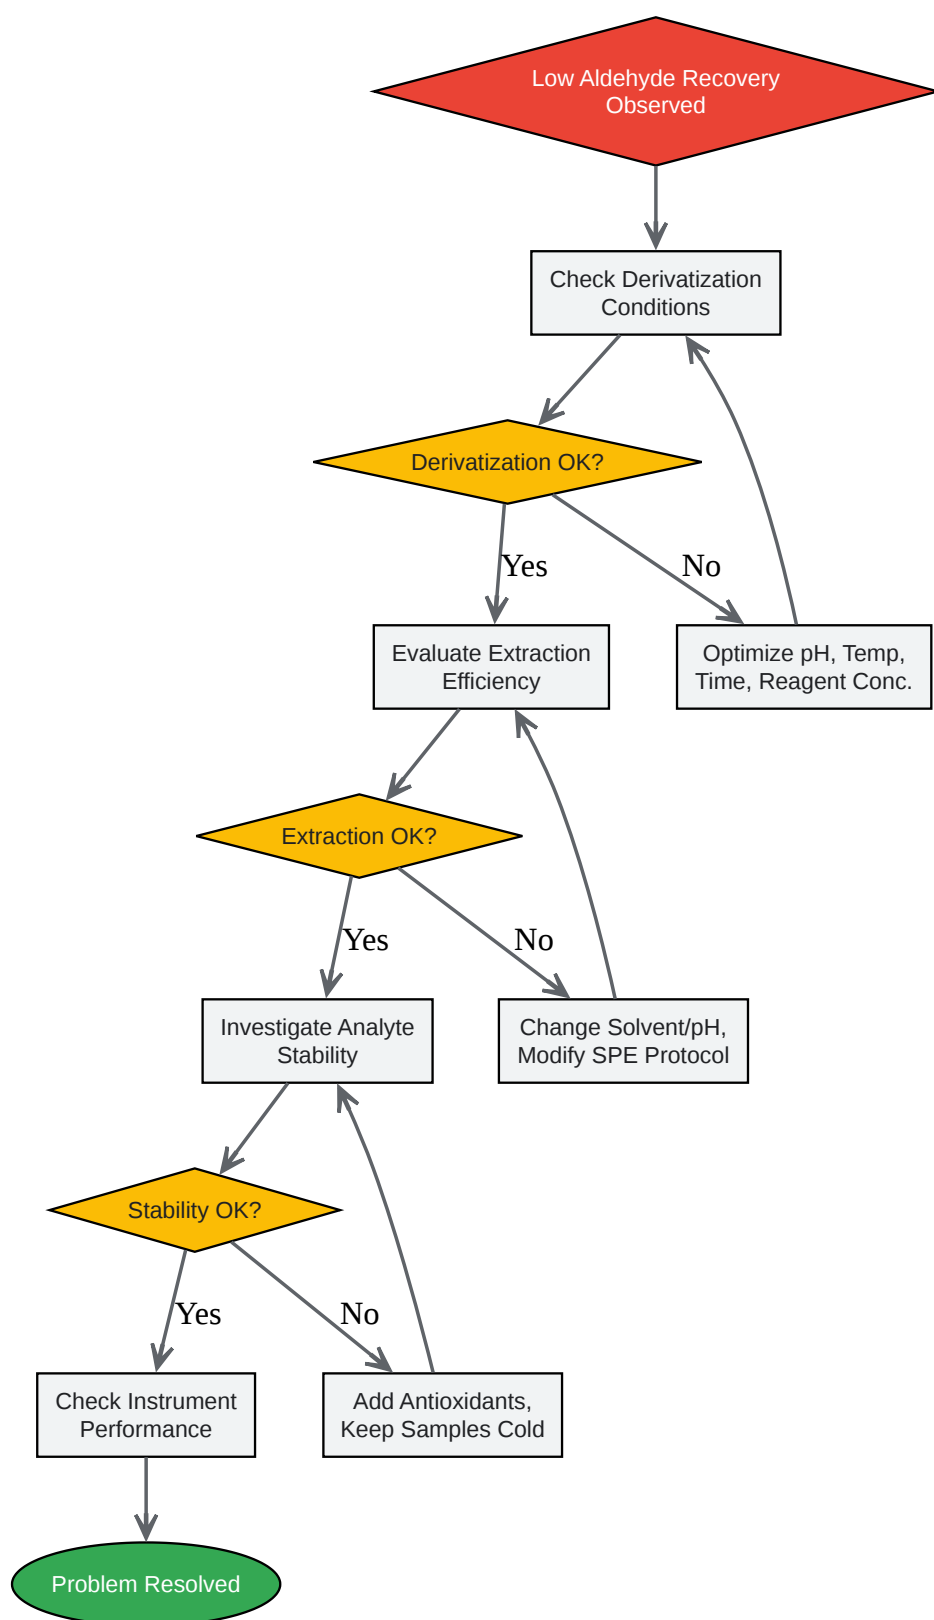 Low Aldehyde Recovery
Observed
Check Derivatization
Conditions
Derivatization OK?
Yes
No
Evaluate Extraction
Efficiency
Optimize pH, Temp,
Time, Reagent Conc.
Extraction OK?
Yes
No
Investigate Analyte
Stability
Change Solvent/pH,
Modify SPE Protocol
Stability OK?
Yes
No
Check Instrument
Performance
Add Antioxidants,
Keep Samples Cold
Problem Resolved